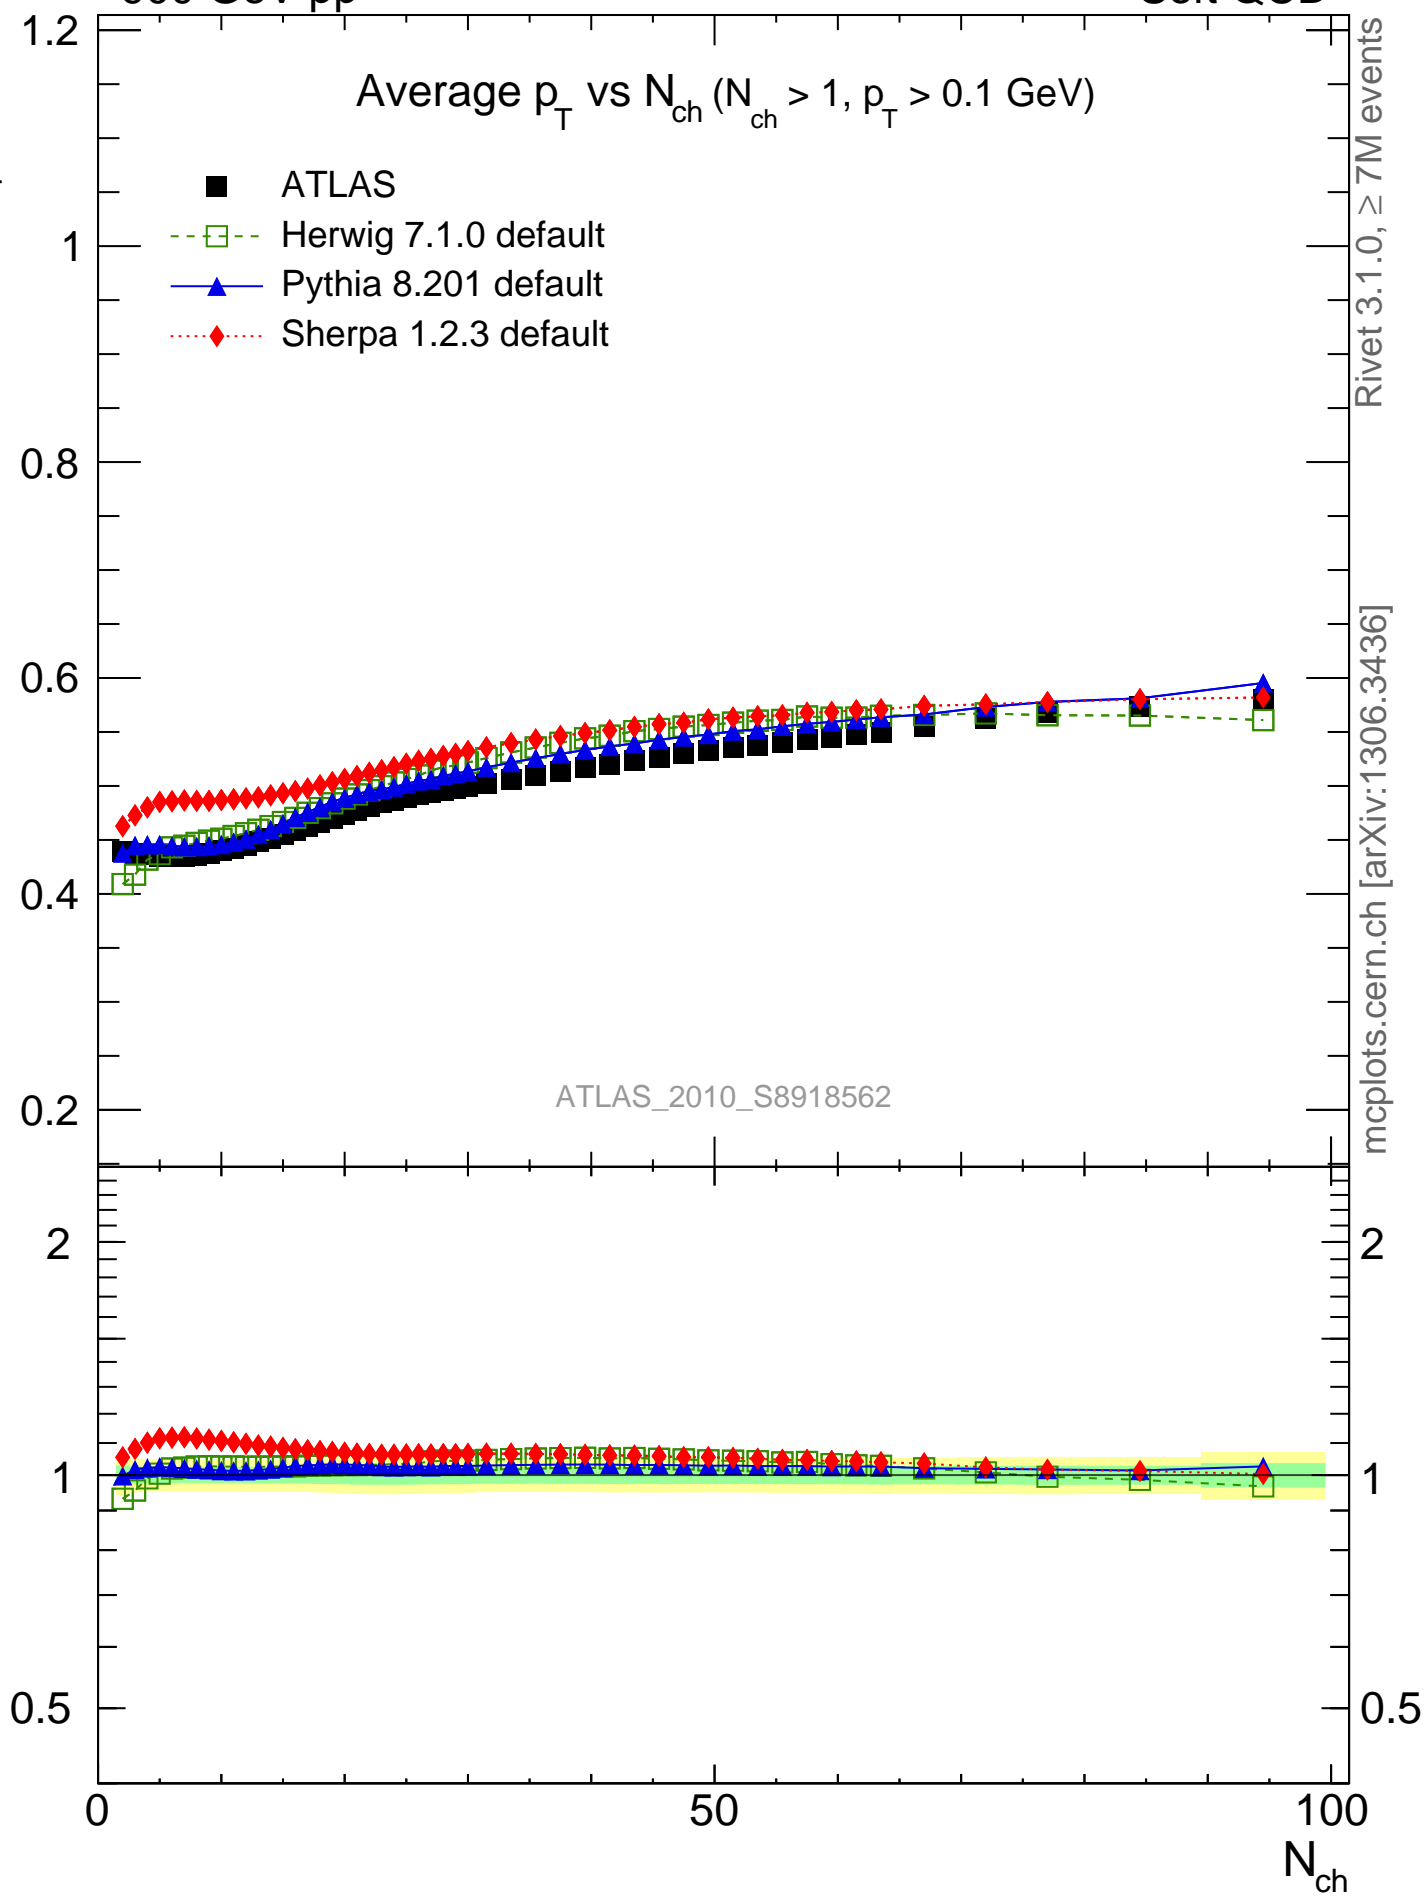 Average p_T vs N_ch (N_ch > 1, p_T > 0.1 GeV)
ATLAS
Herwig 7.1.0 default
Pythia 8.201 default
Sherpa 1.2.3 default
1.2
1
0.8
0.6
0.4
0.2
ATLAS_2010_S8918562
Rivet 3.1.0, ≥ 7M events
mcplots.cern.ch [arXiv:1306.3436]
2
1
0.5
2
1
0.5
0
50
100
N_ch